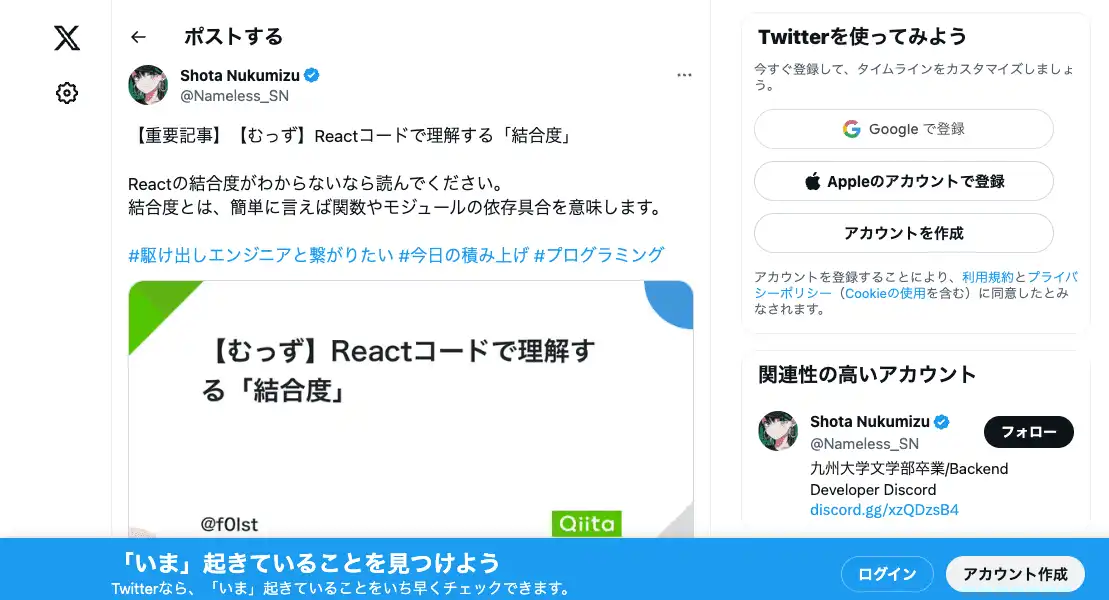 ポストする
Shota Nukumizu
@Nameless_SN
【重要記事】【むっず】Reactコードで理解する「結合度」
Reactの結合度がわからないなら読んでください。
結合度とは、簡単に言えば関数やモジュールの依存具合を意味します。
#駆け出しエンジニアと繋がりたい #今日の積み上げ #プログラミング
【むっず】Reactコードで理解す
る「結合度」
@f0lst
Qiita
Twitterを使ってみよう
今すぐ登録して、タイムラインをカスタマイズしましょ
う。
Google で登録
Appleのアカウントで登録
アカウントを作成
アカウントを登録することにより、利用規約とプライバ
シーポリシー（Cookieの使用を含む）に同意したとみ
なされます。
関連性の高いアカウント
Shota Nukumizu
@Nameless_SN
フォロー
九州大学文学部卒業/Backend
Developer Discord
discord.gg/xzQDzsB4
「いま」起きていることを見つけよう
Twitterなら、「いま」起きていることをいち早くチェックできます。
ログイン
アカウント作成